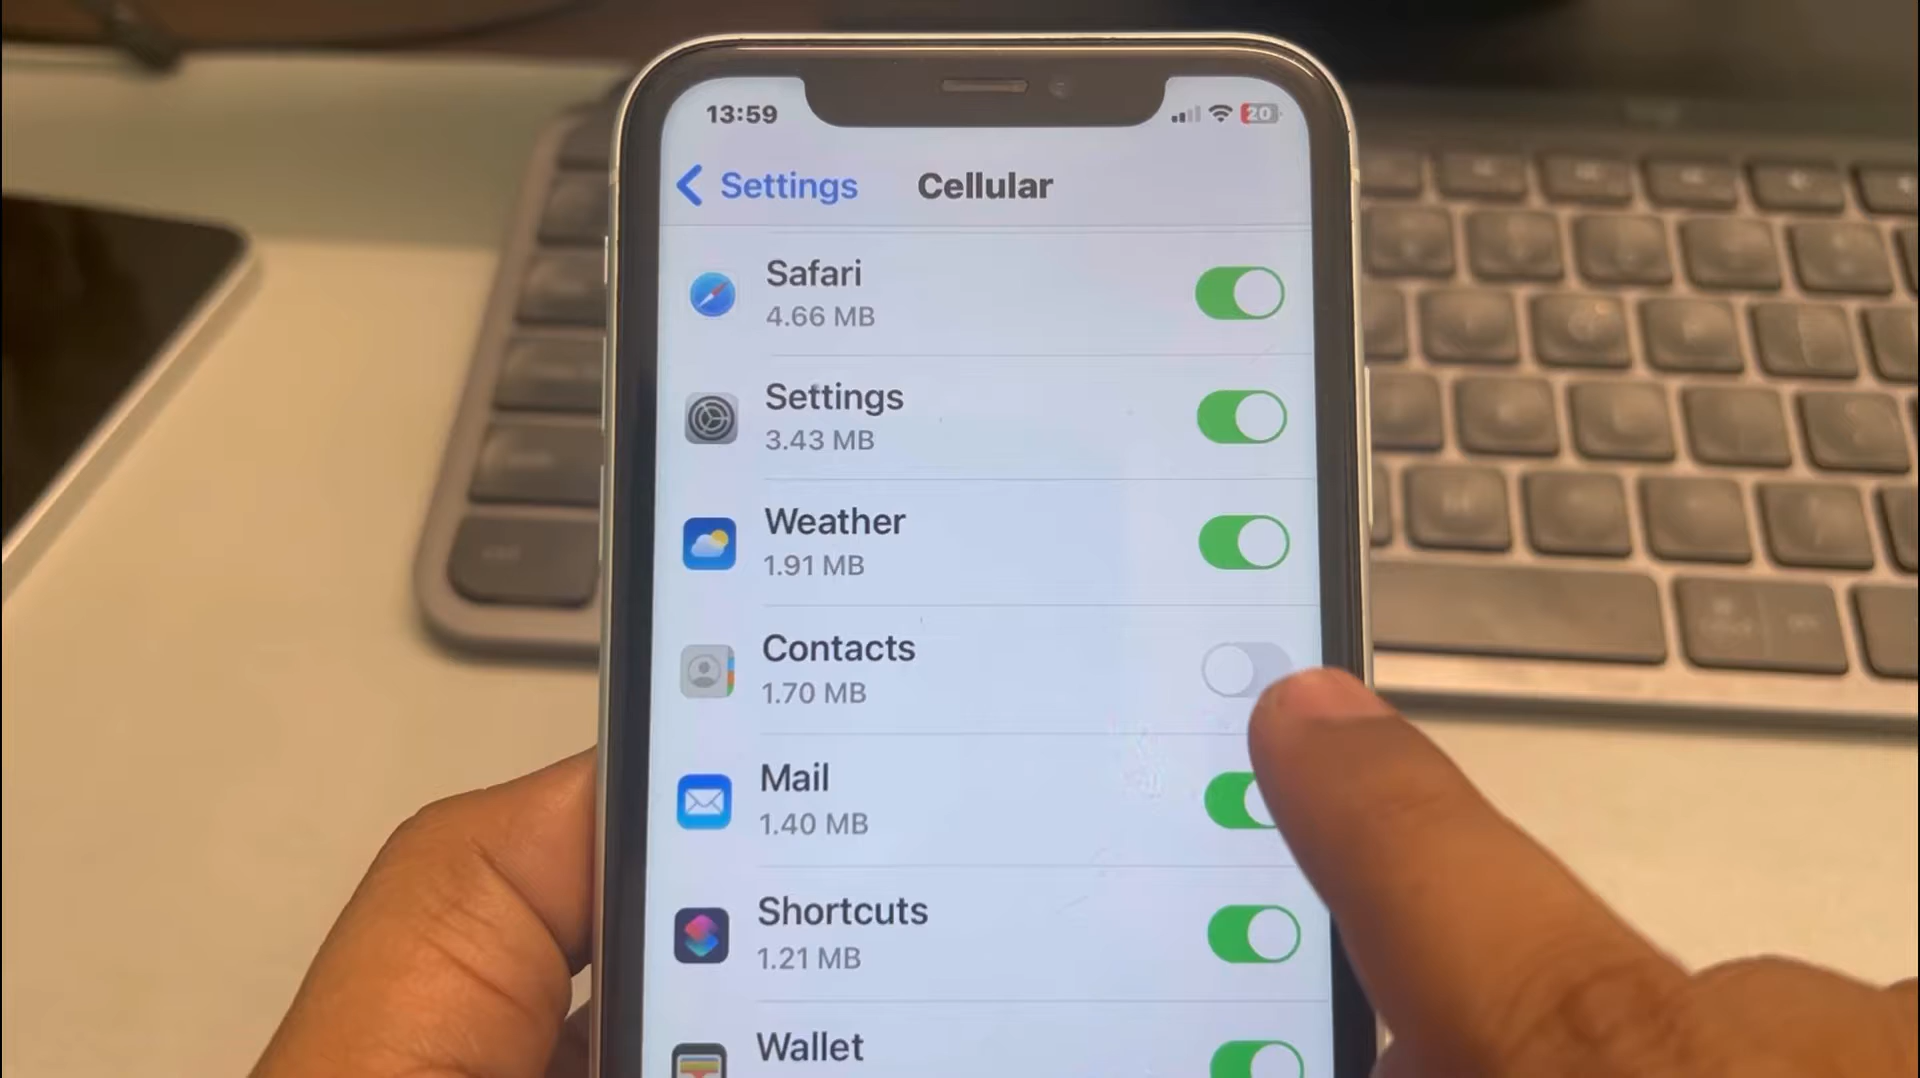 13:59
20
Settings
Cellular
Safari
4.66 MB
Settings
3.43 MB
Weather
1.91 MB
Contacts
1.70 MB
Mail
1.40 MB
Shortcuts
1.21 MB
Wallet